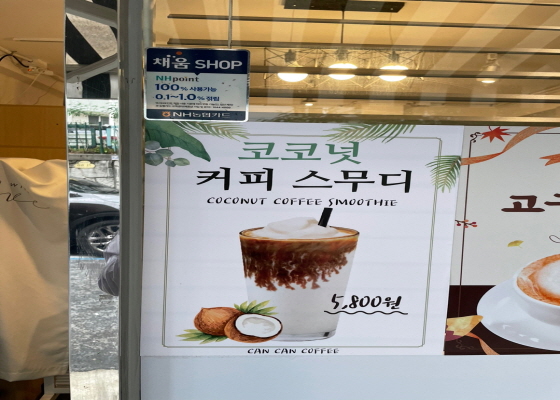 채움 SHOP
NHpoint
100% 사용가능
0.1~1.0% 적립
NH농협카드
코코넛
커피 스무디
COCONUT COFFEE SMOOTHIE
5,800원
CAN CAN COFFEE
고구